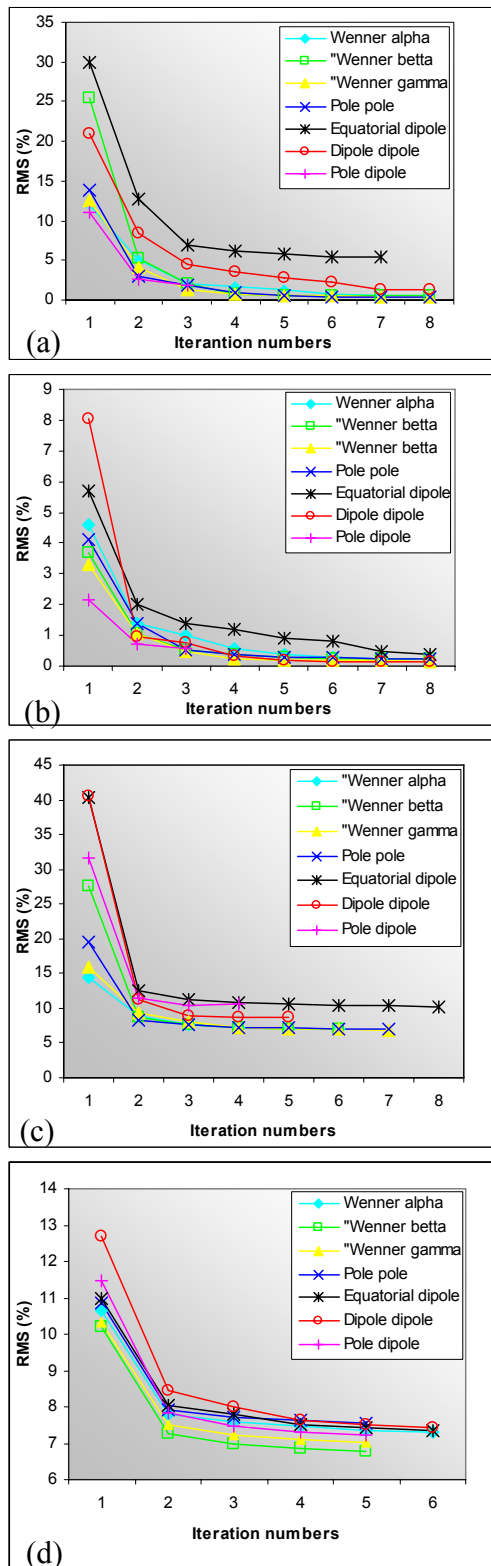 35
30
25
20
15
10
5
0
RMS (%)
Wenner alpha
"Wenner betta
"Wenner gamma
Pole pole
Equatorial dipole
Dipole dipole
Pole dipole
1 2 3 4 5 6 7 8
Iterantion numbers
(a)
9
8
7
6
5
4
3
2
1
0
RMS (%)
Wenner alpha
"Wenner betta
"Wenner betta
Pole pole
Equatorial dipole
Dipole dipole
Pole dipole
1 2 3 4 5 6 7 8
Iteration numbers
(b)
45
40
35
30
25
20
15
10
5
0
RMS (%)
"Wenner alpha
"Wenner betta
"Wenner gamma
Pole pole
Equatorial dipole
Dipole dipole
Pole dipole
1 2 3 4 5 6 7 8
Iteration numbers
(c)
14
13
12
11
10
9
8
7
6
RMS (%)
Wenner alpha
"Wenner betta
"Wenner gamma
Pole pole
Equatorial dipole
Dipole dipole
Pole dipole
1 2 3 4 5 6
Iteration numbers
(d)